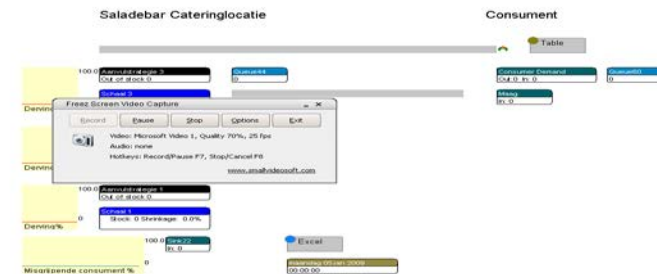 Saladebar Cateringlocatie
Consument
Table
100.0
Aanvulstrategie 3
Out of stock 0
Queue44
0
Consumer Demand
Out: 0 In: 0
Queue60
0
Schaal 3
Maag
In: 0
Dervin
Freez Screen Video Capture
Record
Pause
Stop
Options
Exit
Video: Microsoft Video 1, Quality 70%, 25 fps
Audio: none
Hotkeys: Record/Pause F7, Stop/Cancel F8
www.smallvideosoft.com
Dervin
100.0
Aanvulstrategie 1
Out of stock 0
Schaal 1
Stock: 0 Shrinkage: 0.0%
0
Derving%
100.0
Sink22
In: 0
0
Misgrijpende consument %
Excel
maandag 05 jan 2009
00:00:00